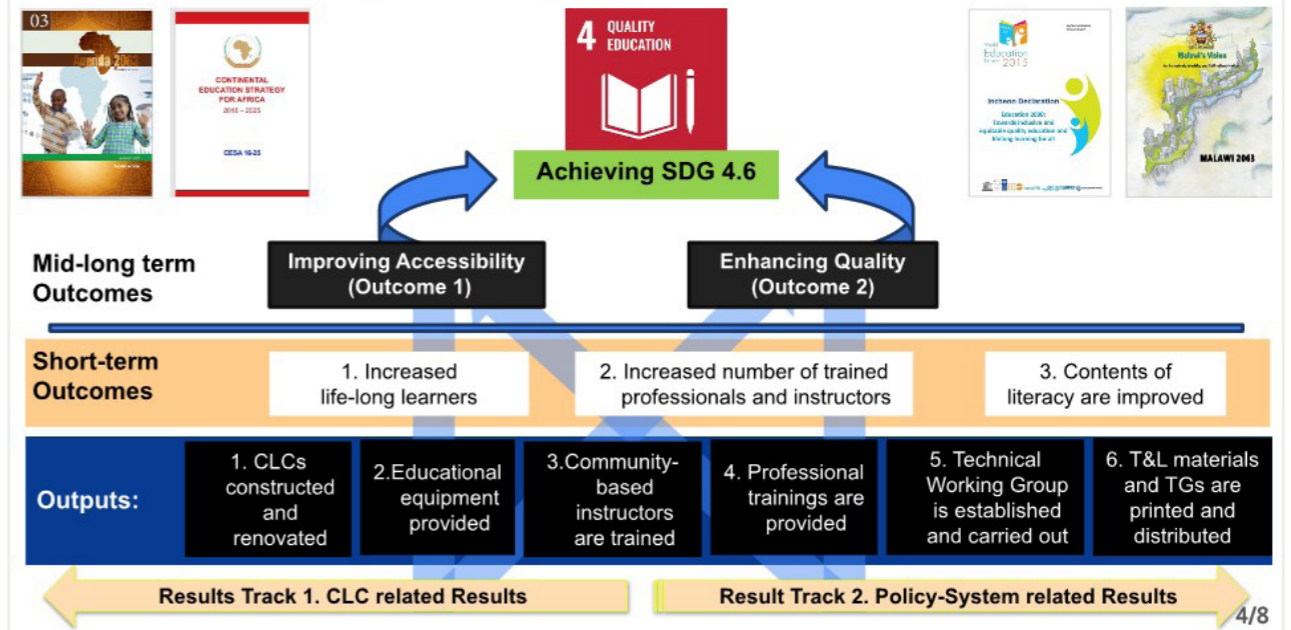 03
Agenda 2063
CONTINENTAL
EDUCATION STRATEGY
FOR AFRICA
2016 - 2025
CESA 16-25
4 QUALITY
EDUCATION
World
Education
Forum
2015
Incheon Declaration
Education 2030:
Towards inclusive and
equitable quality education and
lifelong learning for all
Malawi's Vision
MALAWI 2063
Achieving SDG 4.6
Mid-long term
Outcomes
Improving Accessibility
(Outcome 1)
Enhancing Quality
(Outcome 2)
Short-term
Outcomes
1. Increased
life-long learners
2. Increased number of trained
professionals and instructors
3. Contents of
literacy are improved
Outputs:
1. CLCs
constructed
and
renovated
2.Educational
equipment
provided
3.Community-
based
instructors
are trained
4. Professional
trainings are
provided
5. Technical
Working Group
is established
and carried out
6. T&L materials
and TGs are
printed and
distributed
Results Track 1. CLC related Results
Result Track 2. Policy-System related Results
4/8